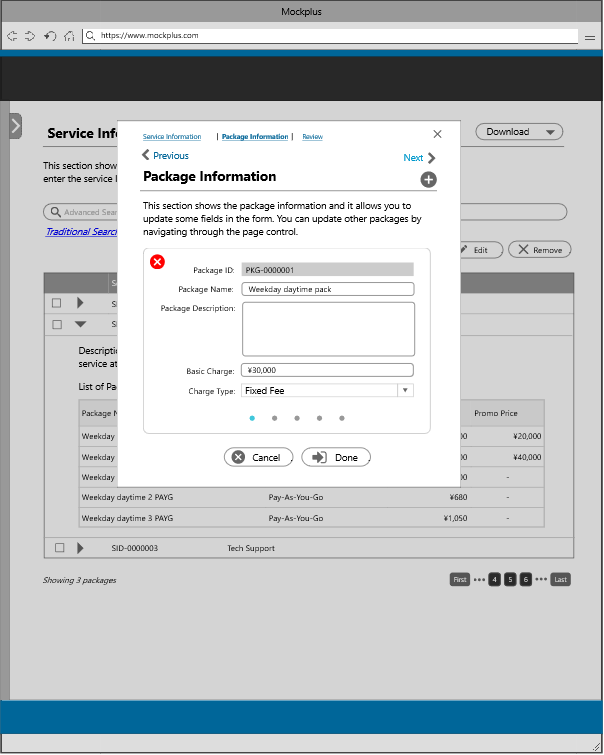 Mockplus
https://www.mockplus.com
Service Inf
Download
This section show
enter the service
Advanced Sear
Traditional Search
Edit
Remove
Service Information | Package Information | Review
Previous
Next
Package Information
This section shows the package information and it allows you to
update some fields in the form. You can update other packages by
navigating through the page control.
Package ID: PKG-0000001
Package Name: Weekday daytime pack
Package Description:
Basic Charge: ¥30,000
Charge Type: Fixed Fee
Cancel
Done
Descripti
service at
List of Pa
Package N
Promo Price
Weekday
¥20,000
Weekday
¥40,000
Weekday
-
Weekday daytime 2 PAYG Pay-As-You-Go ¥680 -
Weekday daytime 3 PAYG Pay-As-You-Go ¥1,050 -
SID-0000003 Tech Support
Showing 3 packages
First ••• 4 5 6 ••• Last